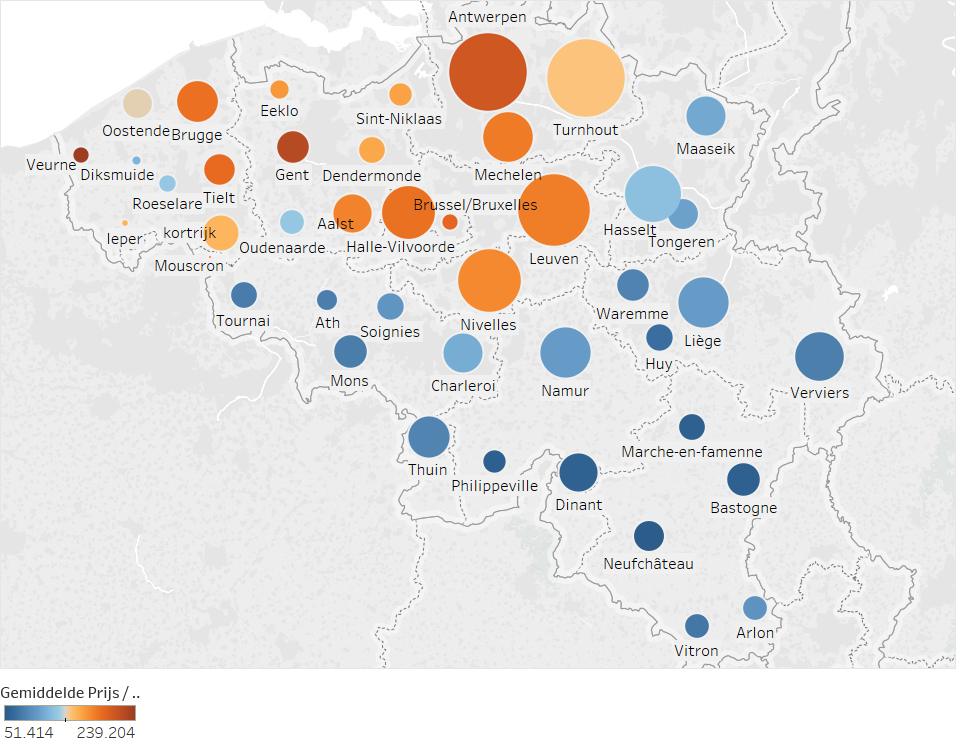 Antwerpen
Turnhout
Eeklo
Sint-Niklaas
Oostende
Brugge
Maaseik
Veurne
Diksmuide
Gent
Dendermonde
Mechelen
Roeselare
Tielt
Brussel/Bruxelles
Ieper
kortrijk
Aalst
Hasselt
Oudenaarde
Halle-Vilvoorde
Tongeren
Mouscron
Leuven
Tournai
Ath
Soignies
Nivelles
Waremme
Liège
Huy
Mons
Charleroi
Namur
Verviers
Marche-en-famenne
Thuin
Philippeville
Dinant
Bastogne
Neufchâteau
Arlon
Vitron
Gemiddelde Prijs / ..
51.414 239.204